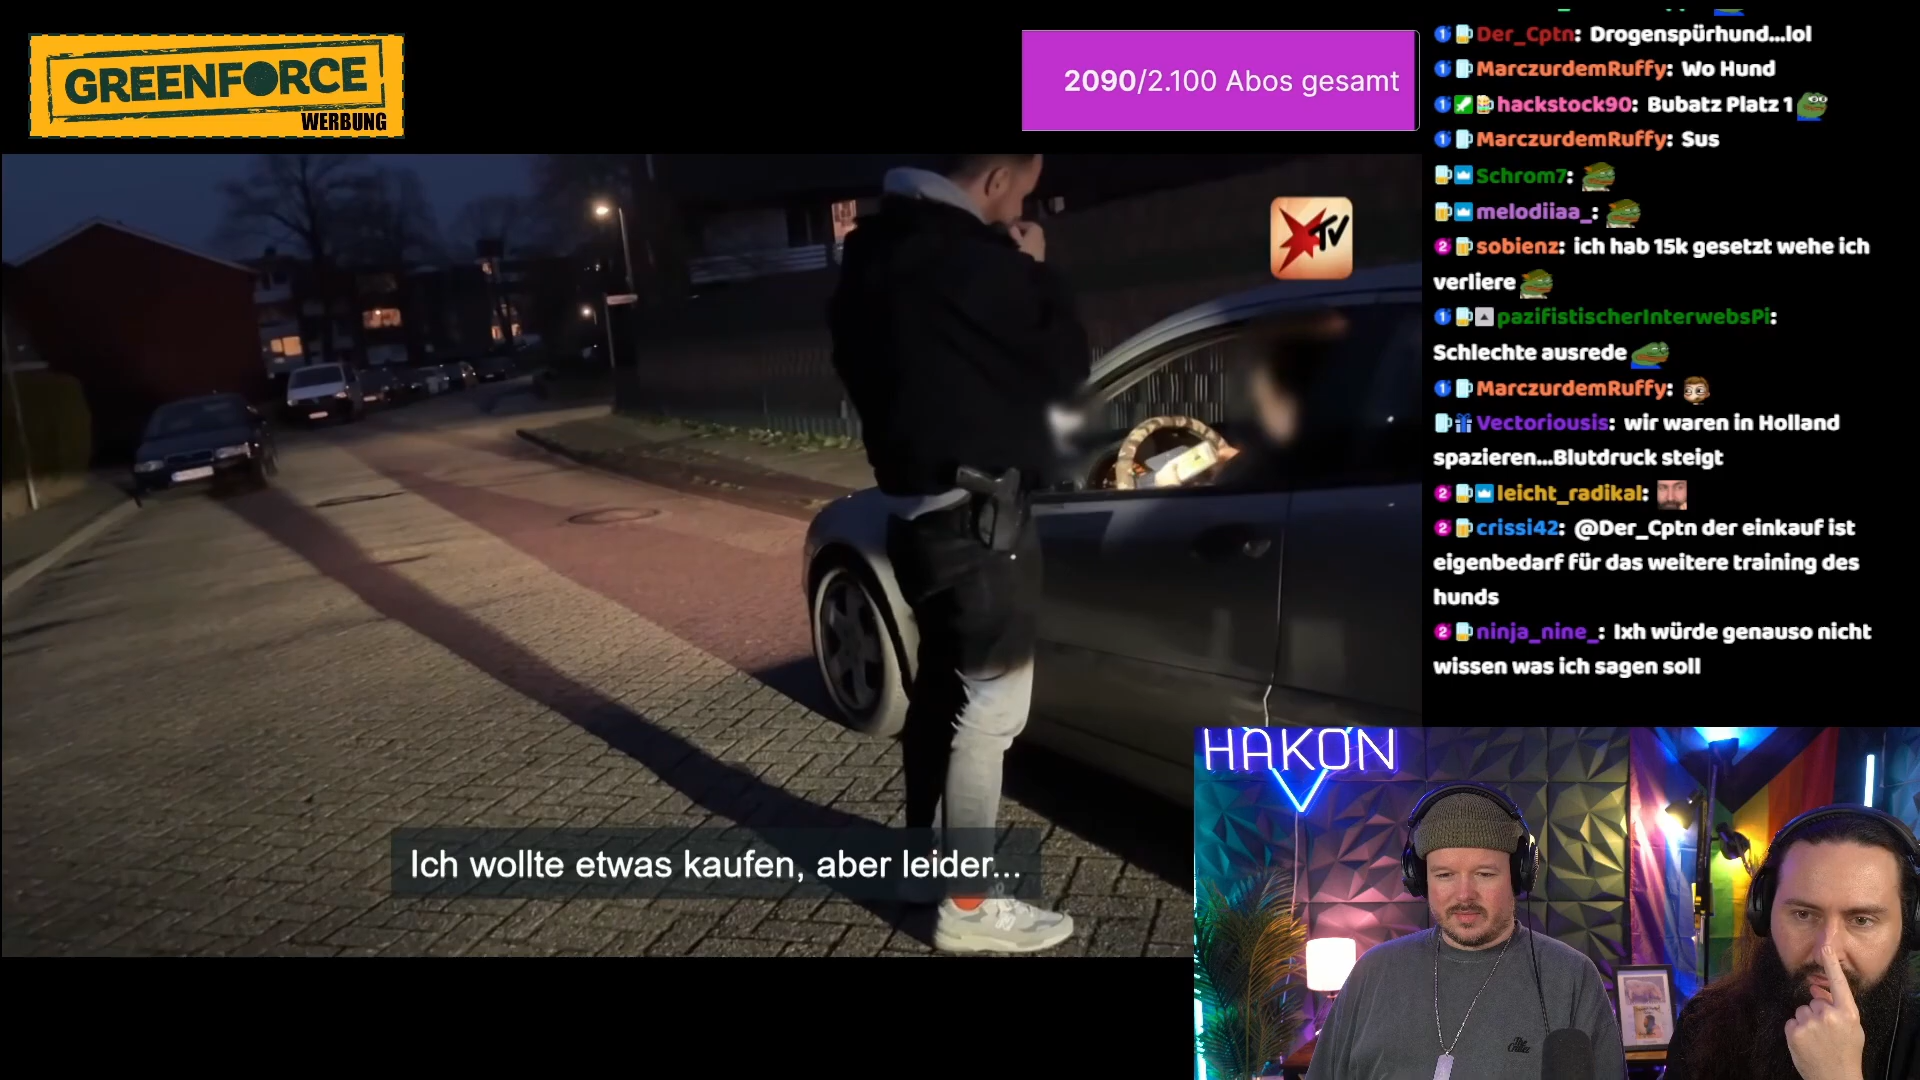 GREENFORCE
WERBUNG
2090/2.100 Abos gesamt
TV
Ich wollte etwas kaufen, aber leider...
Der_Cptn: Drogenspürhund...lol
MarczurdemRuffy: Wo Hund
hackstock90: Bubatz Platz 1
MarczurdemRuffy: Sus
Schrom7:
melodiiaa_:
sobienz: ich hab 15k gesetzt wehe ich
verliere
pazifistischerInterwebsPi:
Schlechte ausrede
MarczurdemRuffy:
Vectoriousis: wir waren in Holland
spazieren...Blutdruck steigt
leicht_radikal:
crissi42: @Der_Cptn der einkauf ist
eigenbedarf für das weitere training des
hunds
ninja_nine_: Ixh würde genauso nicht
wissen was ich sagen soll
HAKON